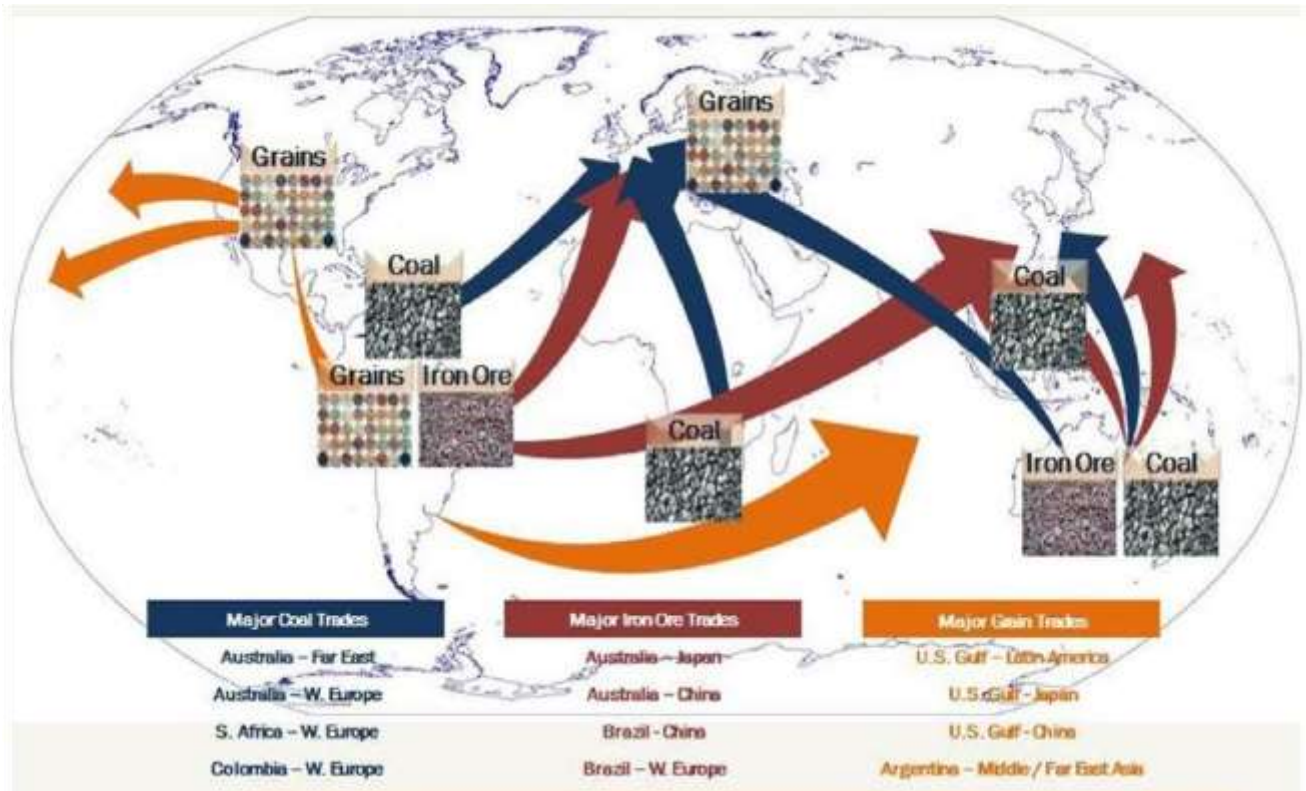 Grains
Grains
Coal
Coal
Grains
Iron Ore
Coal
Iron Ore
Coal
Major Coal Trades
Australia – Far East
Australia – W. Europe
S. Africa – W. Europe
Colombia – W. Europe
Major Iron Ore Trades
Australia – Japan
Australia – China
Brazil - China
Brazil – W. Europe
Major Grain Trades
U.S. Gulf – Latin America
U.S. Gulf - Japan
U.S. Gulf - China
Argentina – Middle / Far East Asia